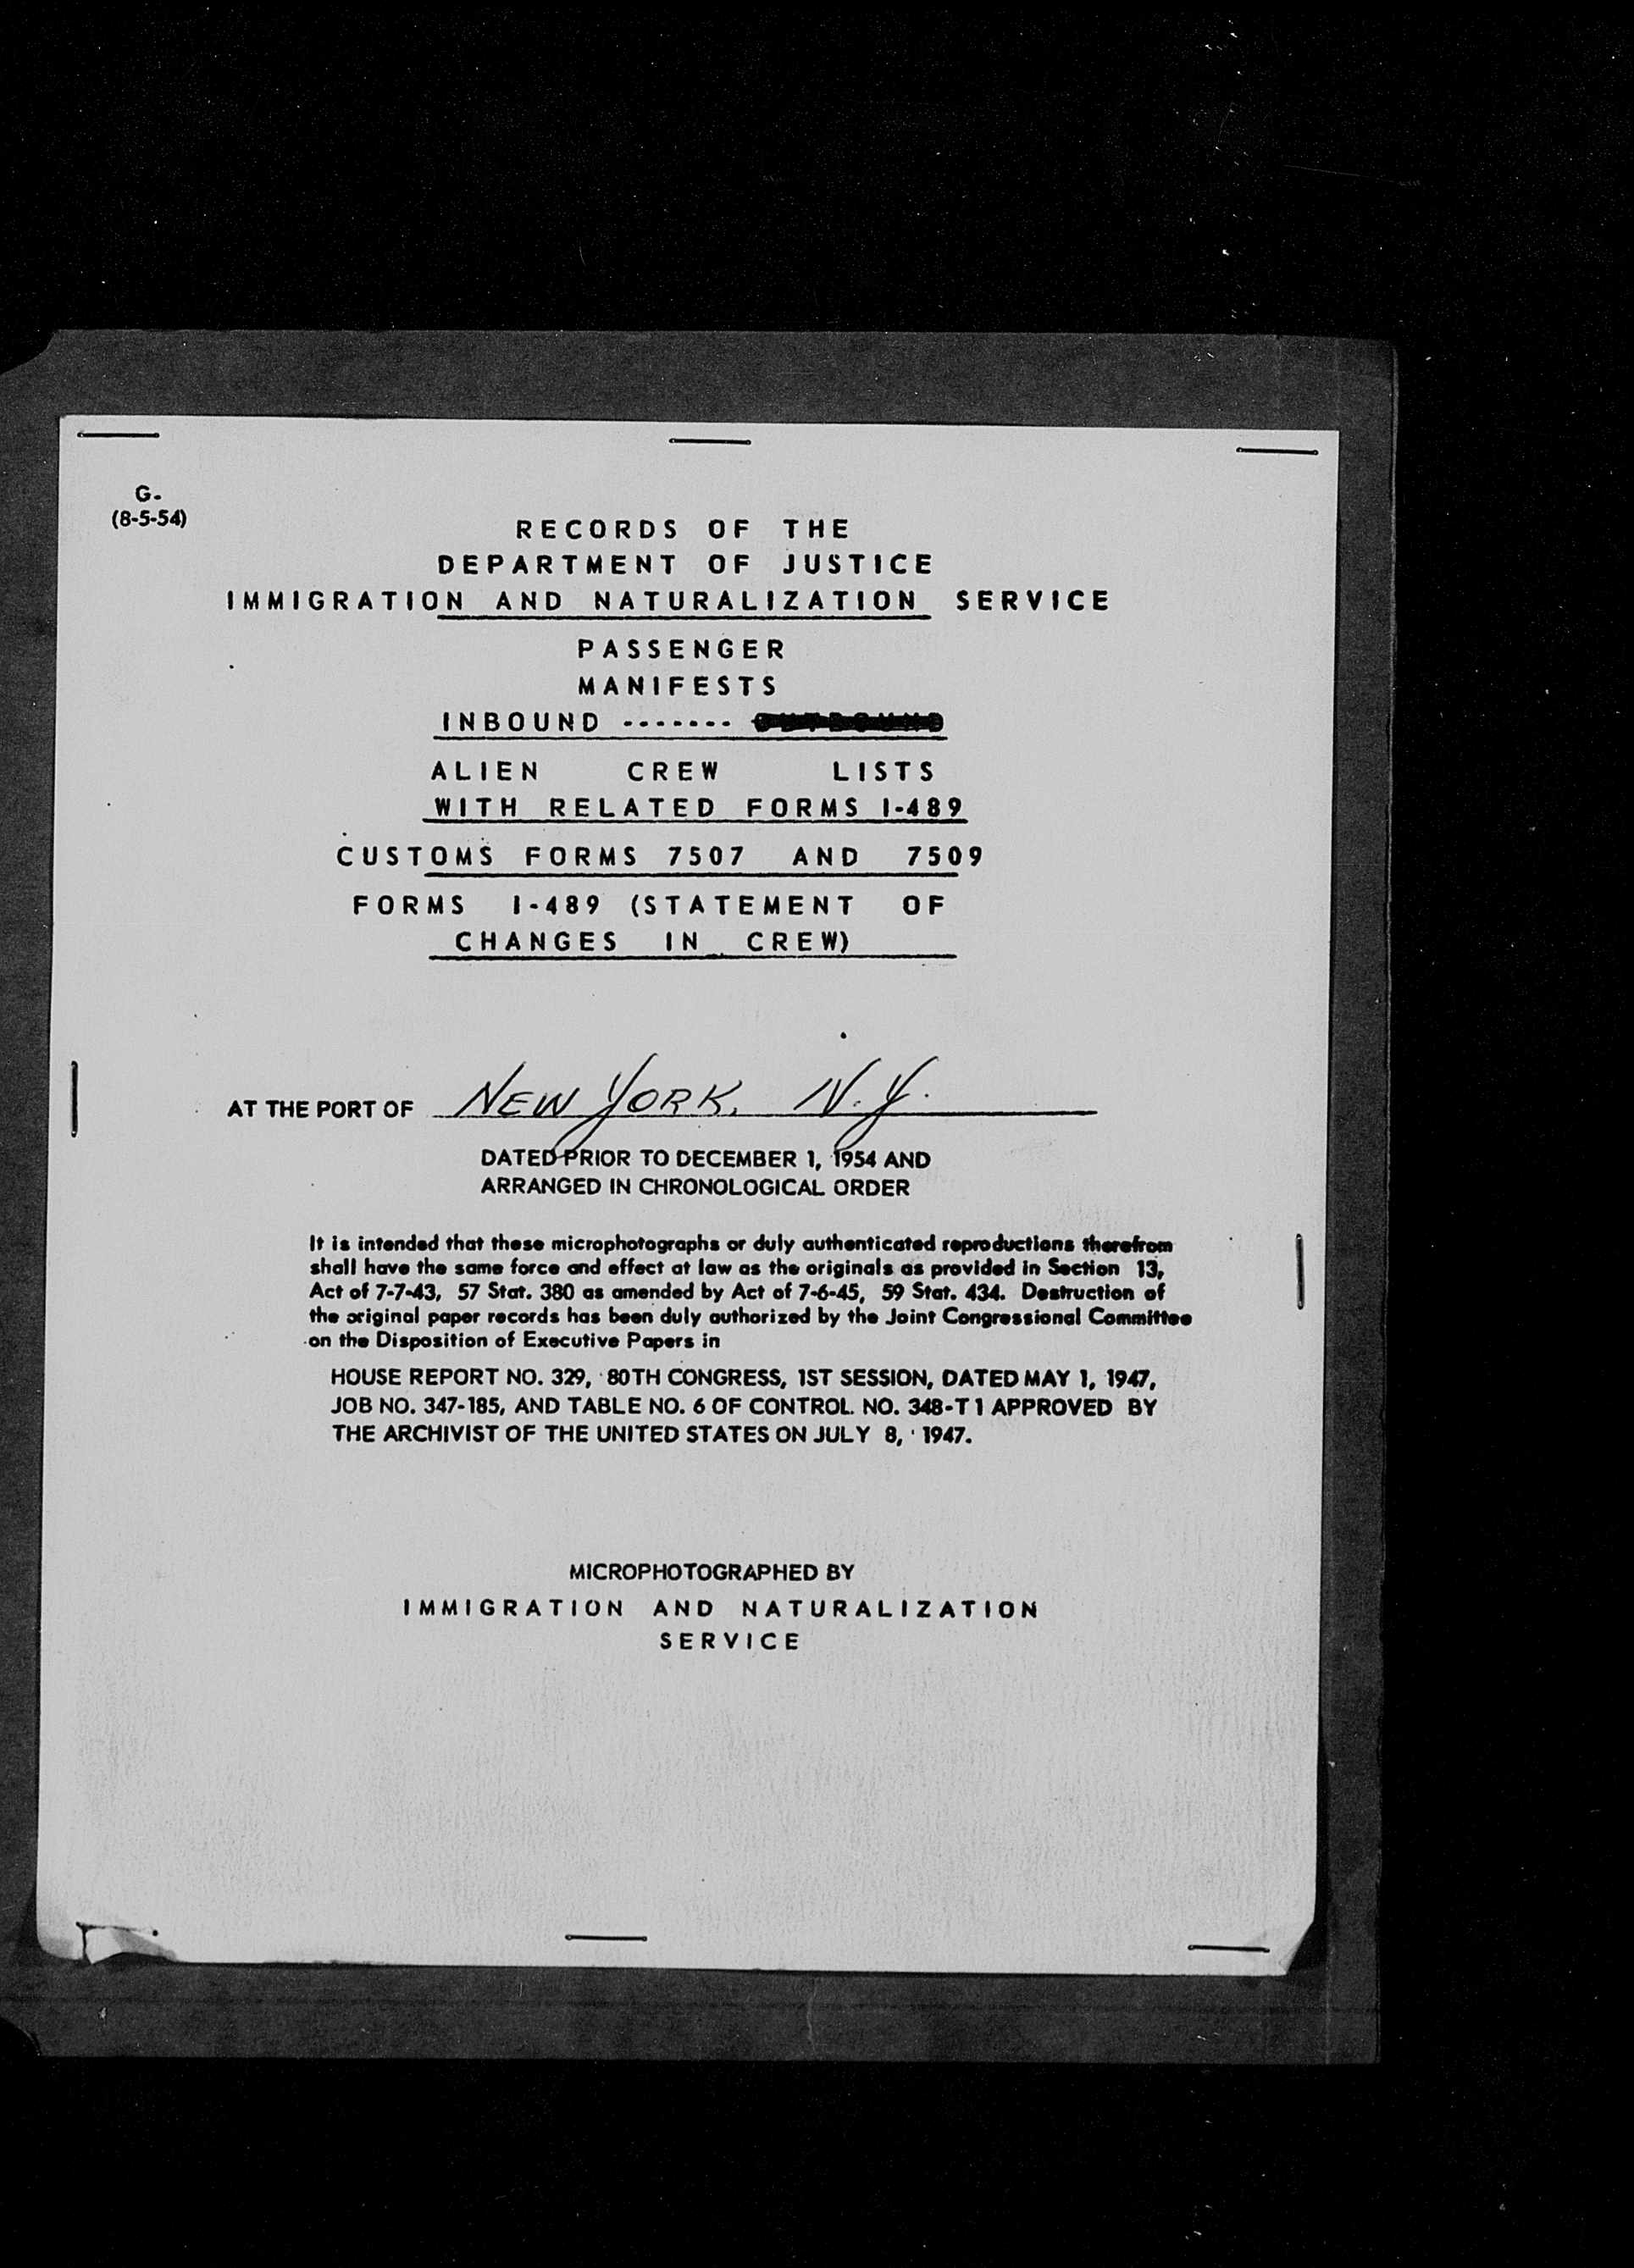 G-
(8-5-54)
RECORDS OF THE
DEPARTMENT OF JUSTICE
IMMIGRATION AND NATURALIZATION SERVICE
PASSENGER
MANIFESTS
INBOUND ------- OUTBOUND
ALIEN CREW LISTS
WITH RELATED FORMS I-489
CUSTOMS FORMS 7507 AND 7509
FORMS I-489 (STATEMENT OF
CHANGES IN CREW)
AT THE PORT OF NEW YORK, N.Y.
DATED PRIOR TO DECEMBER 1, 1954 AND
ARRANGED IN CHRONOLOGICAL ORDER
It is intended that these microphotographs or duly authenticated reproductions therefrom
shall have the same force and effect at law as the originals as provided in Section 13,
Act of 7-7-43, 57 Stat. 380 as amended by Act of 7-6-45, 59 Stat. 434. Destruction of
the original paper records has been duly authorized by the Joint Congressional Committee
on the Disposition of Executive Papers in
HOUSE REPORT NO. 329, 80TH CONGRESS, 1ST SESSION, DATED MAY 1, 1947,
JOB NO. 347-185, AND TABLE NO. 6 OF CONTROL NO. 348-T1 APPROVED BY
THE ARCHIVIST OF THE UNITED STATES ON JULY 8, 1947.
MICROPHOTOGRAPHED BY
IMMIGRATION AND NATURALIZATION
SERVICE